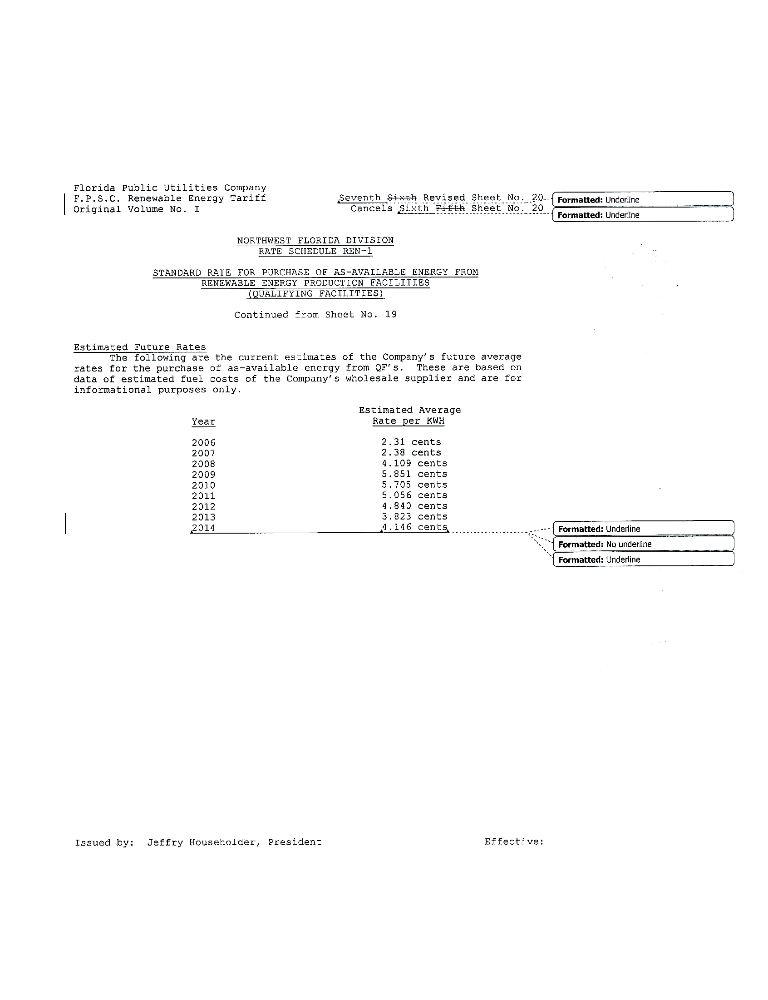 Florida Public Utilities Company
F.P.S.C. Renewable Energy Tariff
Original Volume No. I
Seventh Sixth Revised Sheet No. 20
Cancels Sixth Fifth Sheet No. 20
Formatted: Underline
Formatted: Underline
NORTHWEST FLORIDA DIVISION
RATE SCHEDULE REN-1
STANDARD RATE FOR PURCHASE OF AS-AVAILABLE ENERGY FROM
RENEWABLE ENERGY PRODUCTION FACILITIES
(QUALIFYING FACILITIES)
Continued from Sheet No. 19
Estimated Future Rates
The following are the current estimates of the Company's future average
rates for the purchase of as-available energy from QF's. These are based on
data of estimated fuel costs of the Company's wholesale supplier and are for
informational purposes only.
Estimated Average
Year Rate per KWH
2006 2.31 cents
2007 2.38 cents
2008 4.109 cents
2009 5.851 cents
2010 5.705 cents
2011 5.056 cents
2012 4.840 cents
2013 3.823 cents
2014 4.146 cents
Formatted: Underline
Formatted: No underline
Formatted: Underline
Issued by: Jeffry Householder, President Effective: